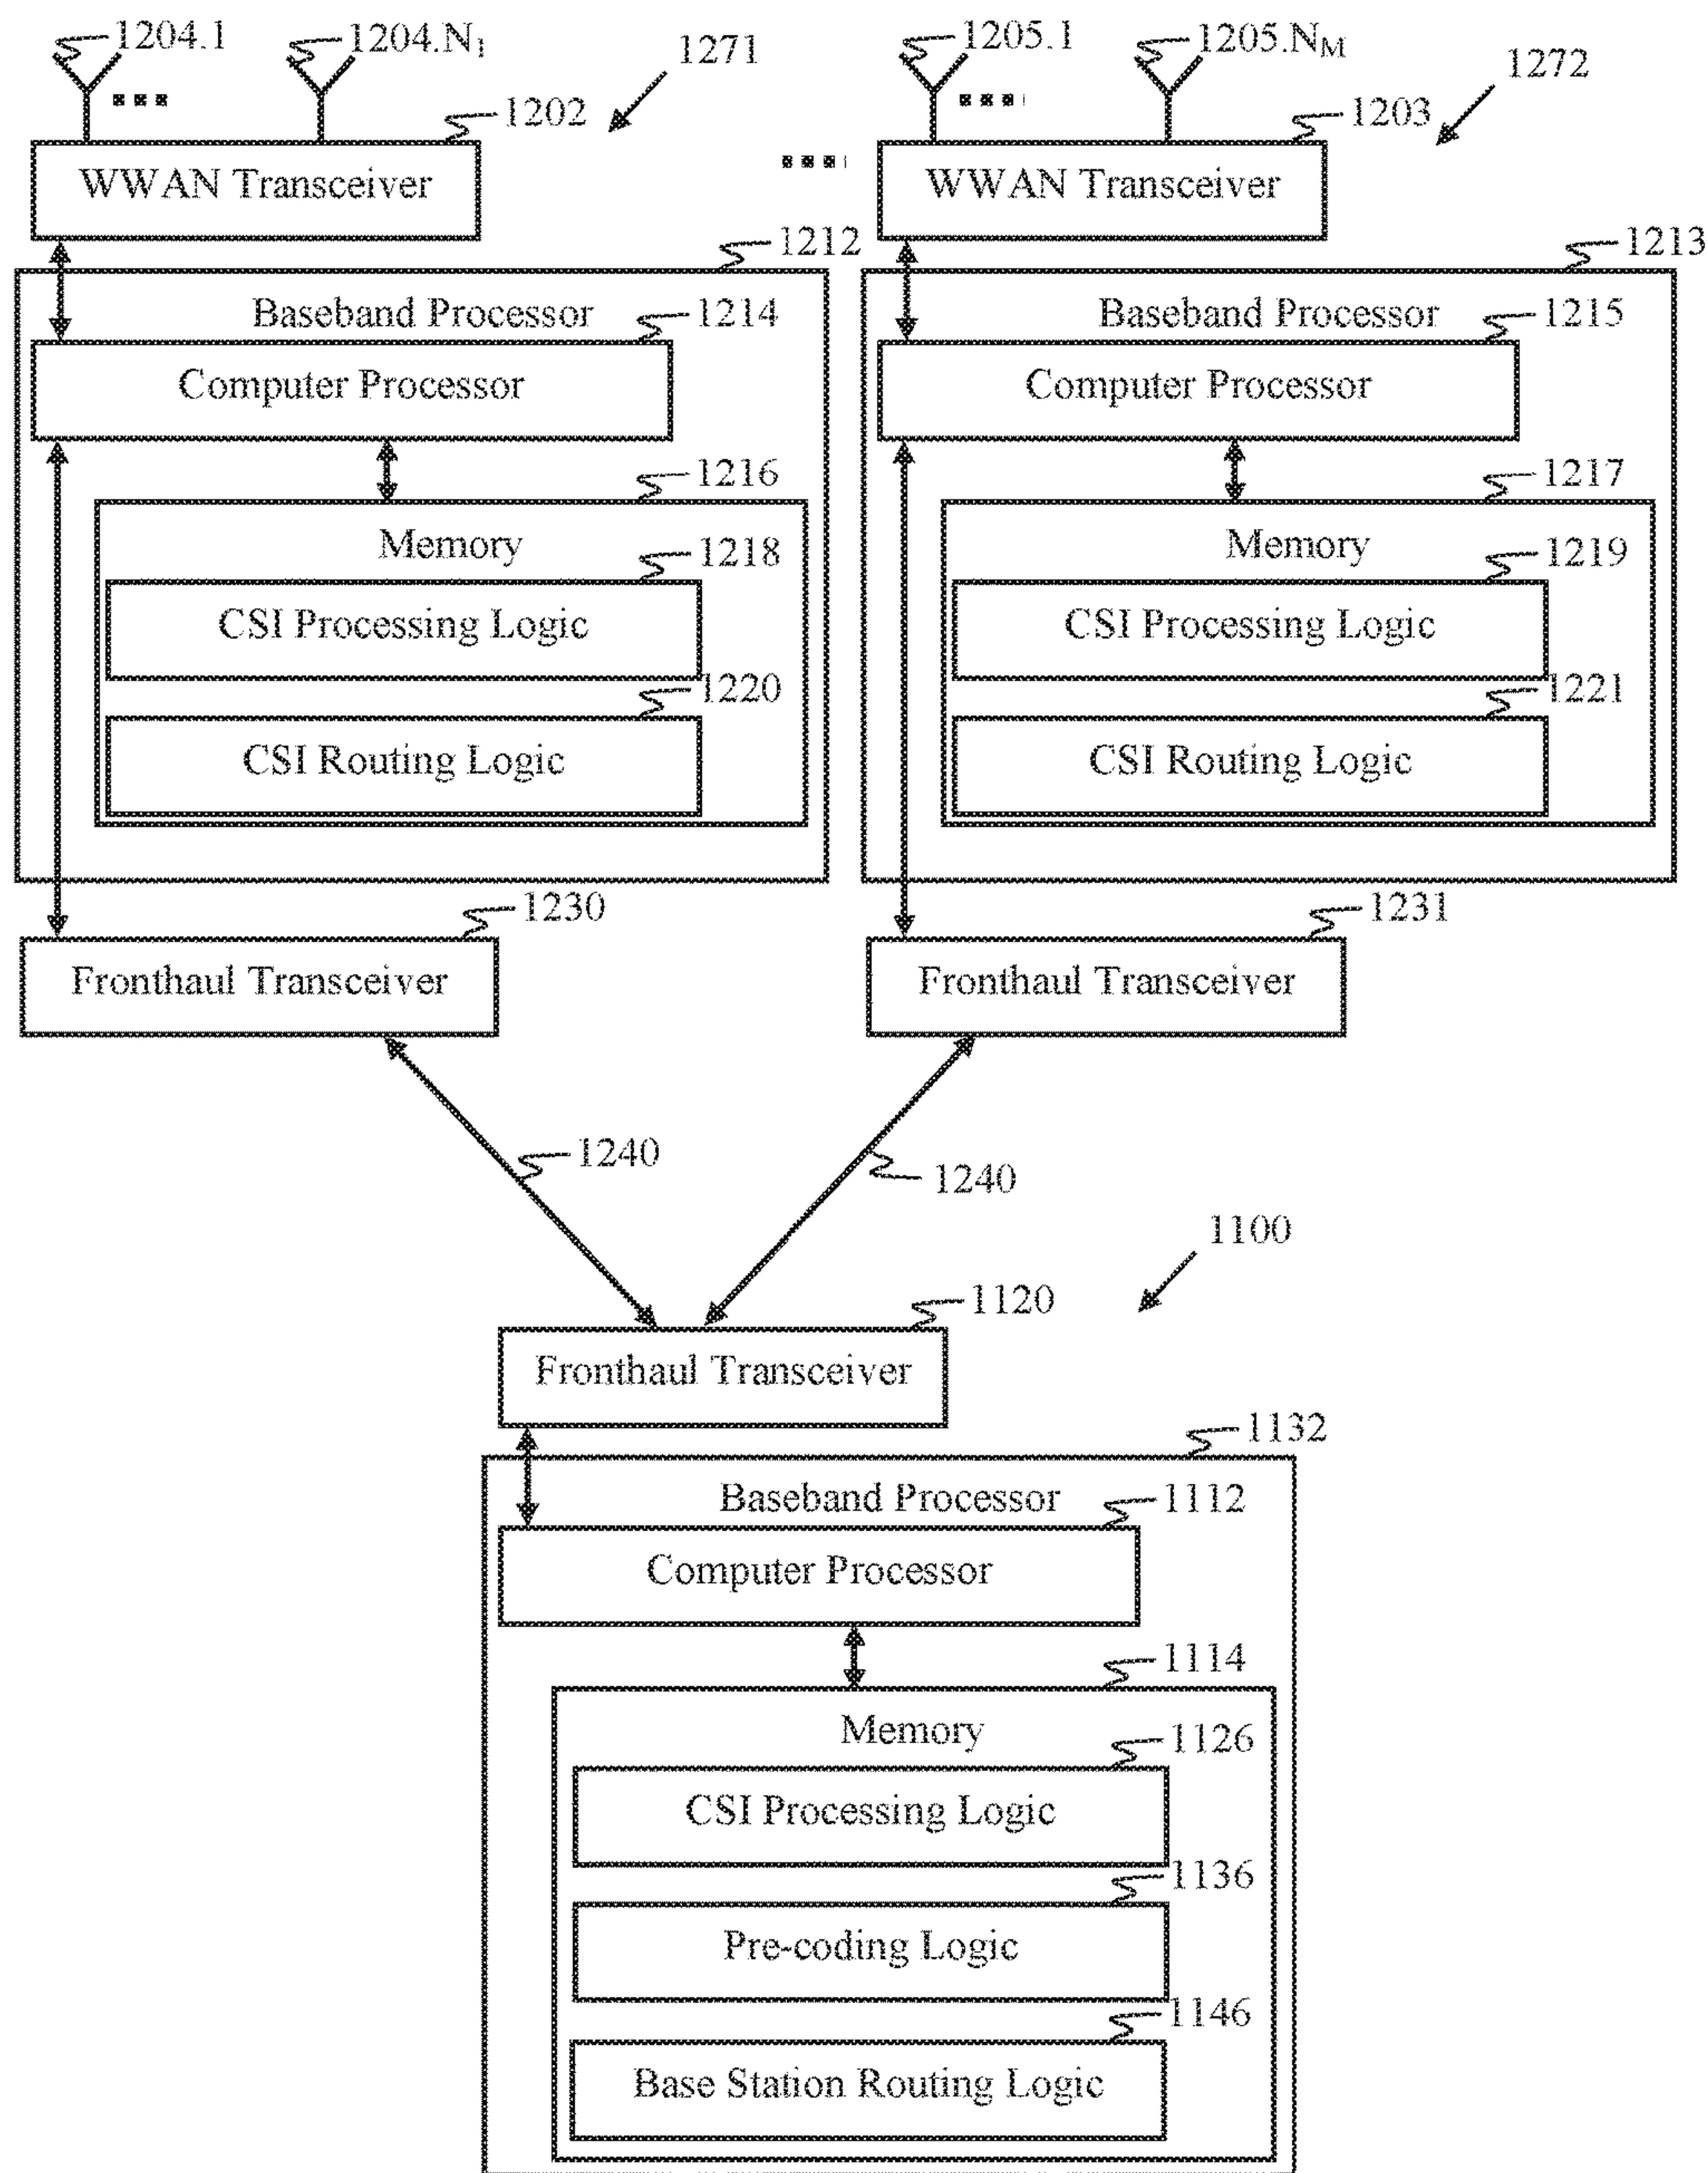 1204.1
1204.N1
1271
1205.1
1205.NM
1272
1202
1203
WWAN Transceiver
WWAN Transceiver
1212
1213
Baseband Processor
1214
Baseband Processor
1215
Computer Processor
Computer Processor
1216
1217
Memory
1218
Memory
1219
CSI Processing Logic
CSI Processing Logic
1220
1221
CSI Routing Logic
CSI Routing Logic
1230
1231
Fronthaul Transceiver
Fronthaul Transceiver
1240
1240
1100
1120
Fronthaul Transceiver
1132
Baseband Processor
1112
Computer Processor
1114
Memory
1126
CSI Processing Logic
1136
Pre-coding Logic
1146
Base Station Routing Logic